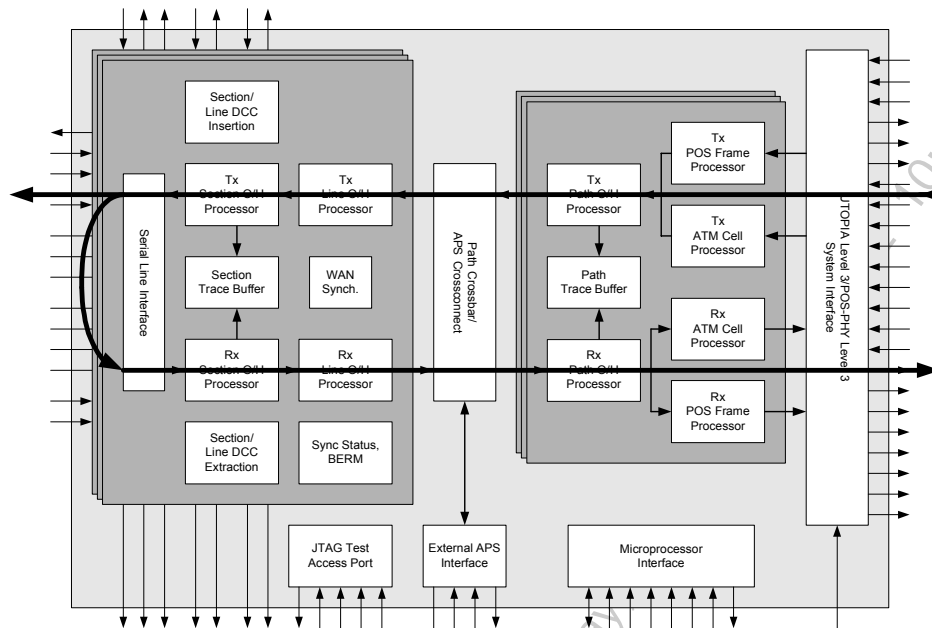 Section/
Line DCC
Insertion
Tx
Section O/H
Processor
Tx
Line O/H
Processor
Serial Line Interface
Section
Trace Buffer
WAN
Synch.
Rx
Section O/H
Processor
Rx
Line O/H
Processor
Section/
Line DCC
Extraction
Sync Status,
BERM
Path Crossbar/
APS Crossconnect
Tx
Path O/H
Processor
Path
Trace Buffer
Rx
Path O/H
Processor
Tx
POS Frame
Processor
Tx
ATM Cell
Processor
Rx
ATM Cell
Processor
Rx
POS Frame
Processor
UTOPIA Level 3/POS-PHY Level 3
System Interface
JTAG Test
Access Port
External APS
Interface
Microprocessor
Interface